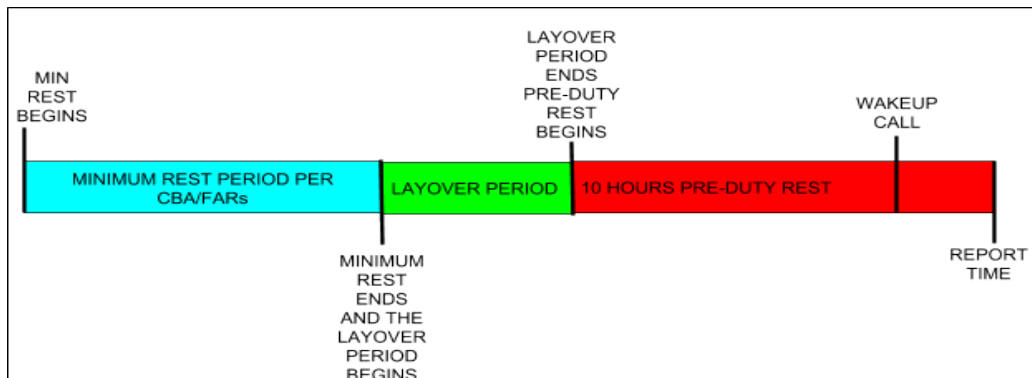 MIN
REST
BEGINS
LAYOVER
PERIOD
ENDS
PRE-DUTY
REST
BEGINS
WAKEUP
CALL
MINIMUM REST PERIOD PER
CBA/FARs
LAYOVER PERIOD
10 HOURS PRE-DUTY REST
MINIMUM
REST
ENDS
AND THE
LAYOVER
PERIOD
BEGINS
REPORT
TIME